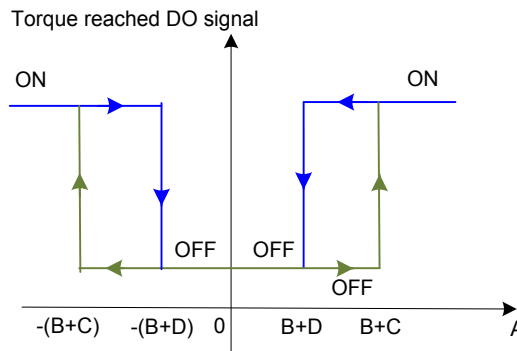 Torque reached DO signal
ON
ON
OFF
OFF
OFF
-(B+C)
-(B+D)
0
B+D
B+C
A